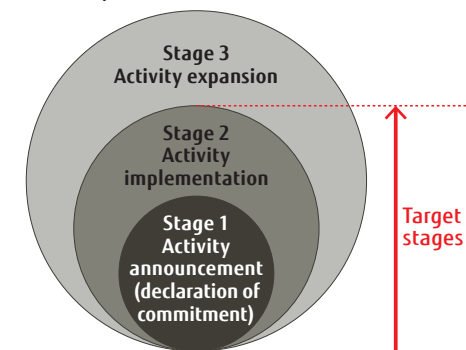 Stage 3
Activity expansion
Stage 2
Activity
implementation
Stage 1
Activity
announcement
(declaration of
commitment)
Target
stages